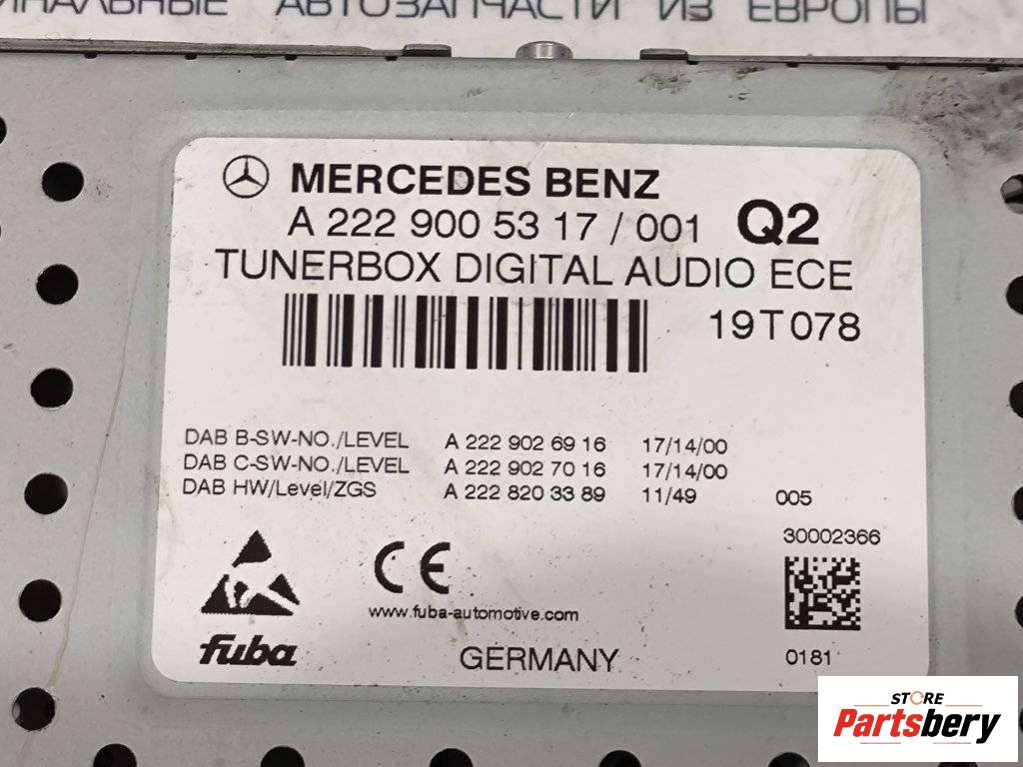 АВТОЗАПЧАСТИ ИЗ ЕВРОПЫ
MERCEDES BENZ
A 222 900 53 17 / 001 Q2
TUNERBOX DIGITAL AUDIO ECE
19T078
DAB B-SW-NO./LEVEL A 222 902 69 16 17/14/00
DAB C-SW-NO./LEVEL A 222 902 70 16 17/14/00
DAB HW/Level/ZGS A 222 820 33 89 11/49 005
30002366
CE
www.fuba-automotive.com
fuba
GERMANY
0181
STORE
Partsbery